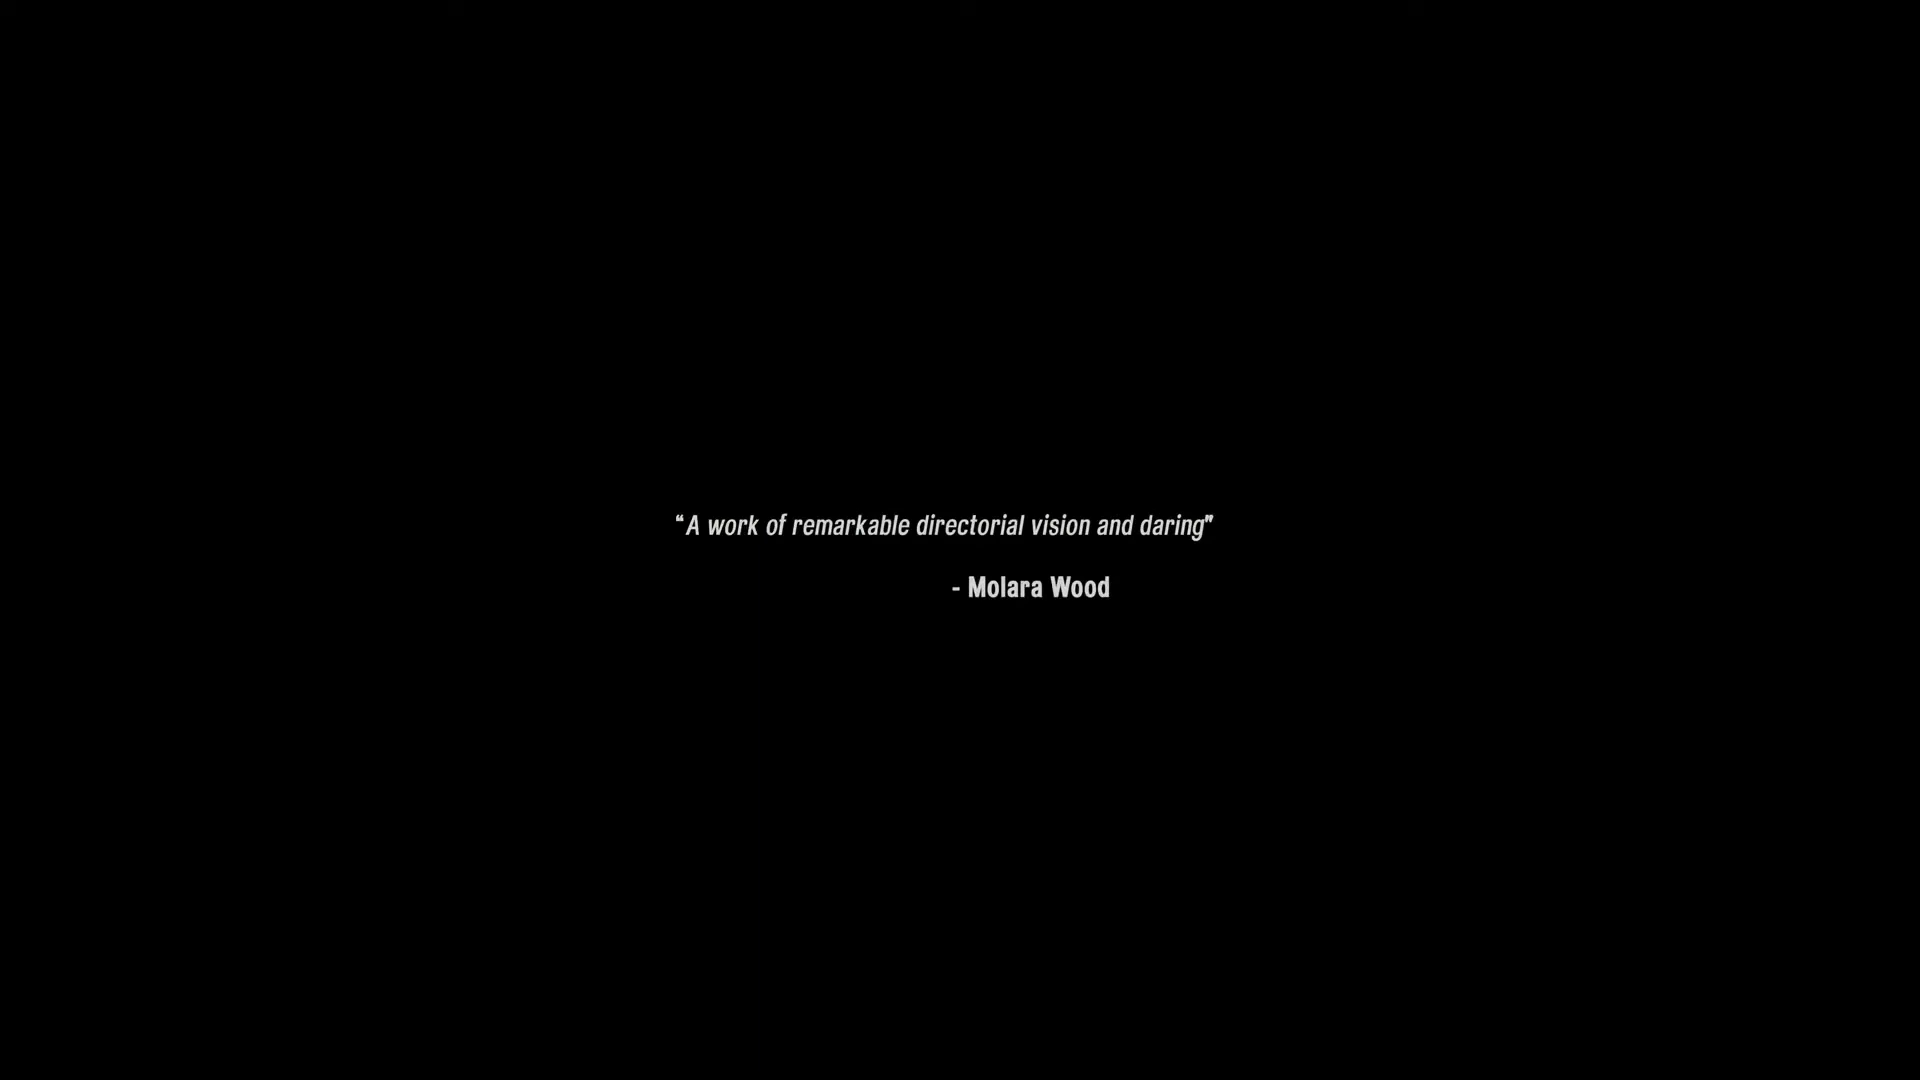 “A work of remarkable directorial vision and daring"
- Molara Wood